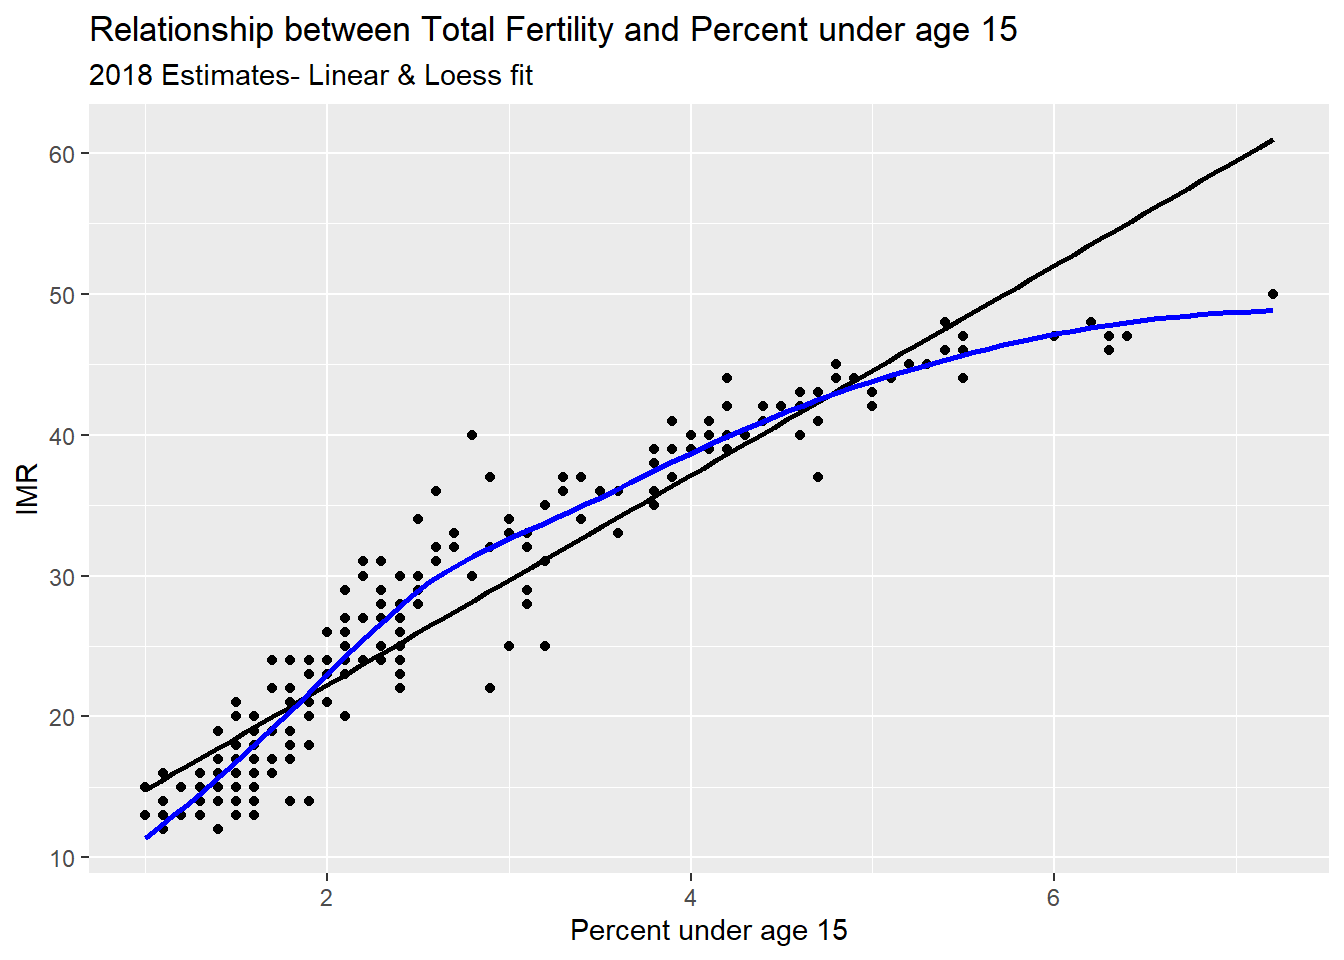 Relationship between Total Fertility and Percent under age 15
2018 Estimates- Linear & Loess fit
60
50
40
30
20
10
IMR
2 4 6
Percent under age 15